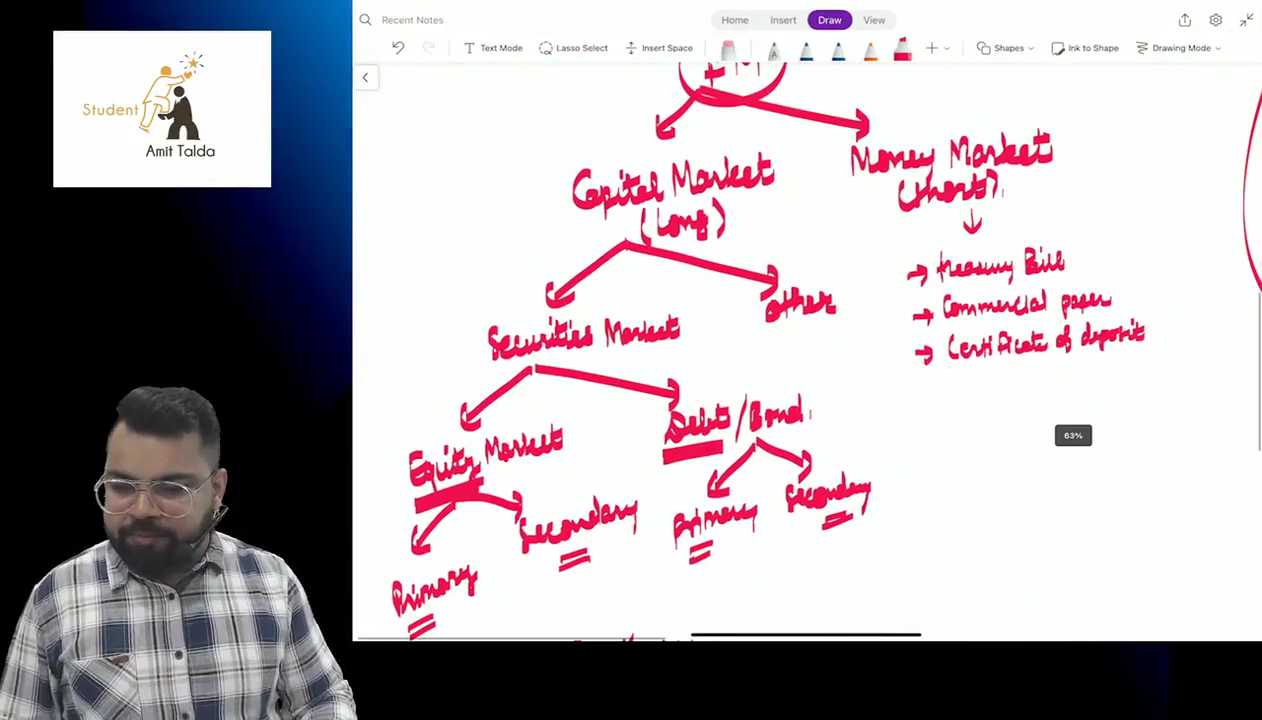 Recent Notes
Home Insert Draw View
Text Mode Lasso Select Insert Space Shapes Ink to Shape Drawing Mode
Student
Amit Talda
Capital Market
(Long)
Money Market
(Short)
→ treasury Bill
→ Commercial paper
→ Certificate of deposit
Securities Market
other
Equity Market
Debt / Bond
63%
Primary
Secondary
Primary
Secondary